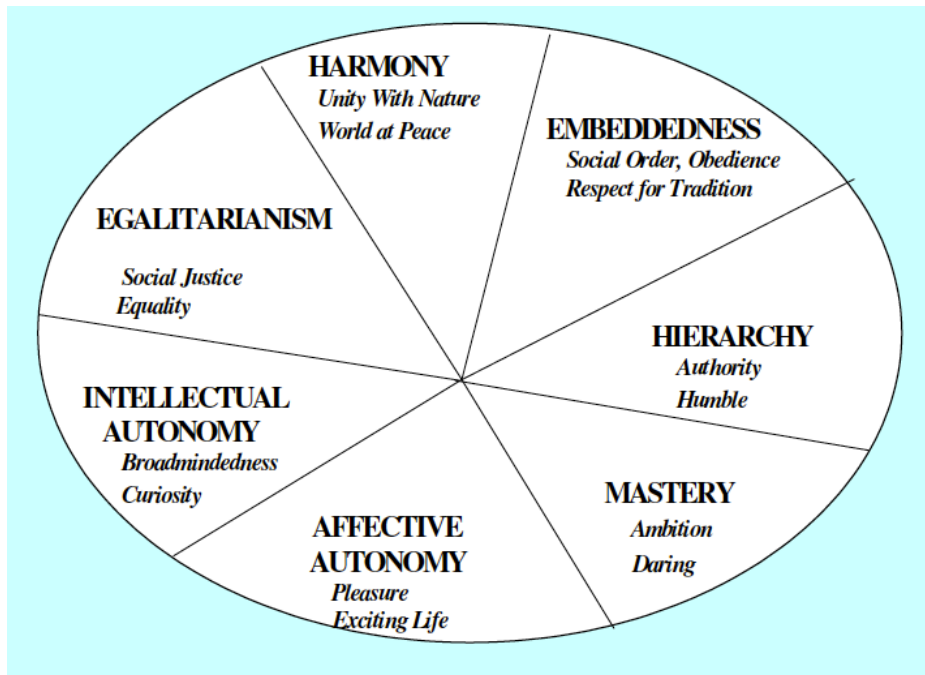 HARMONY
Unity With Nature
World at Peace
EMBEDDEDNESS
Social Order, Obedience
Respect for Tradition
HIERARCHY
Authority
Humble
MASTERY
Ambition
Daring
AFFECTIVE
AUTONOMY
Pleasure
Exciting Life
INTELLECTUAL
AUTONOMY
Broadmindedness
Curiosity
EGALITARIANISM
Social Justice
Equality